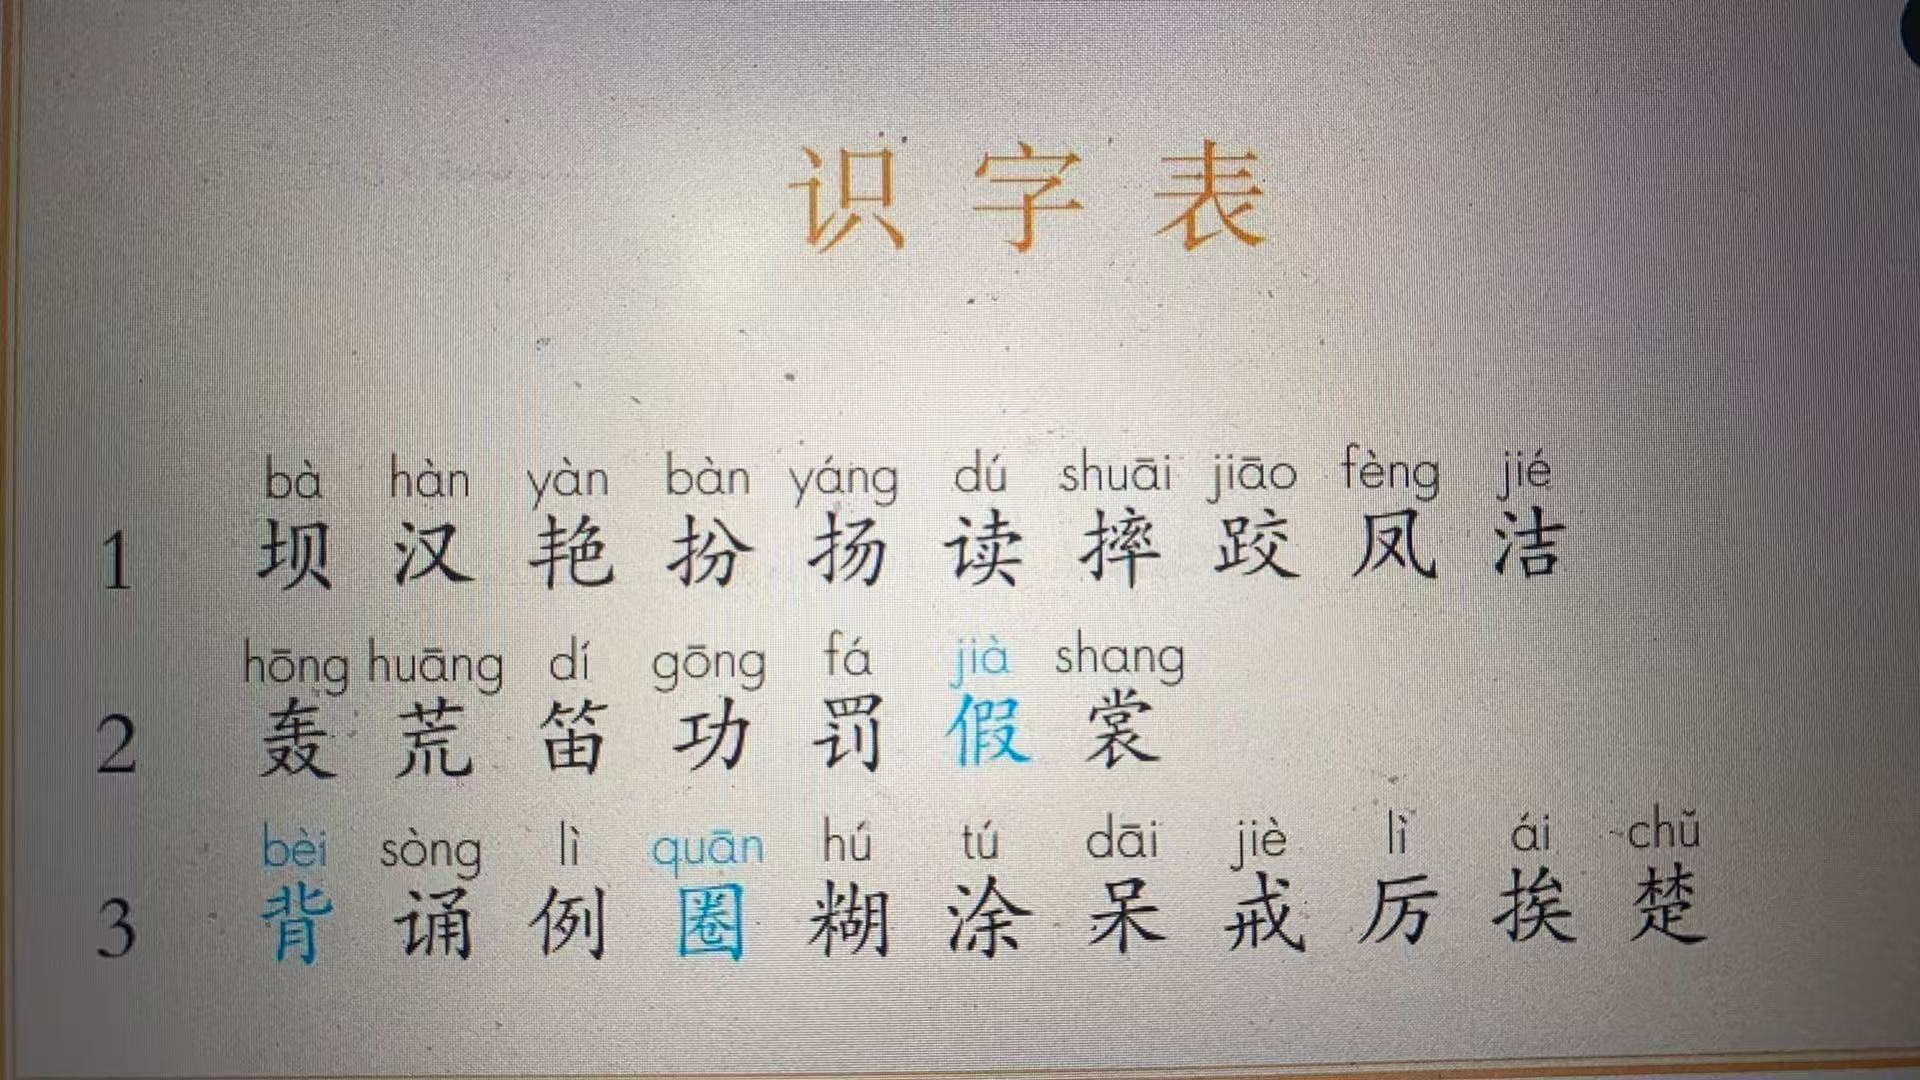 识字表
bà hàn yàn bàn yáng dú shuāi jiāo fèng jié
1 坝 汉 艳 扮 扬 读 摔 跤 凤 洁
hōng huāng dí gōng fá jià shang
2 轰 荒 笛 功 罚 假 裳
bèi sòng lì quān hú tú dāi jiè lì ái chǔ
3 背 诵 例 圈 糊 涂 呆 戒 厉 挨 楚